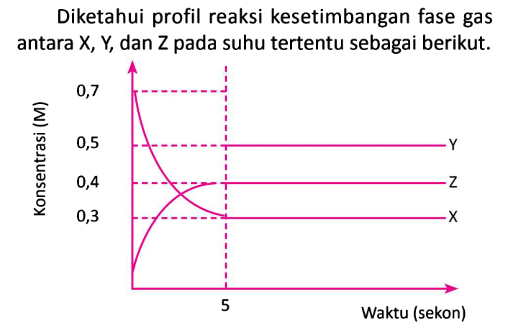 Diketahui profil reaksi kesetimbangan fase gas
antara X, Y, dan Z pada suhu tertentu sebagai berikut.
Konsentrasi (M)
0,7
0,5
Y
0,4
Z
0,3
X
5
Waktu (sekon)